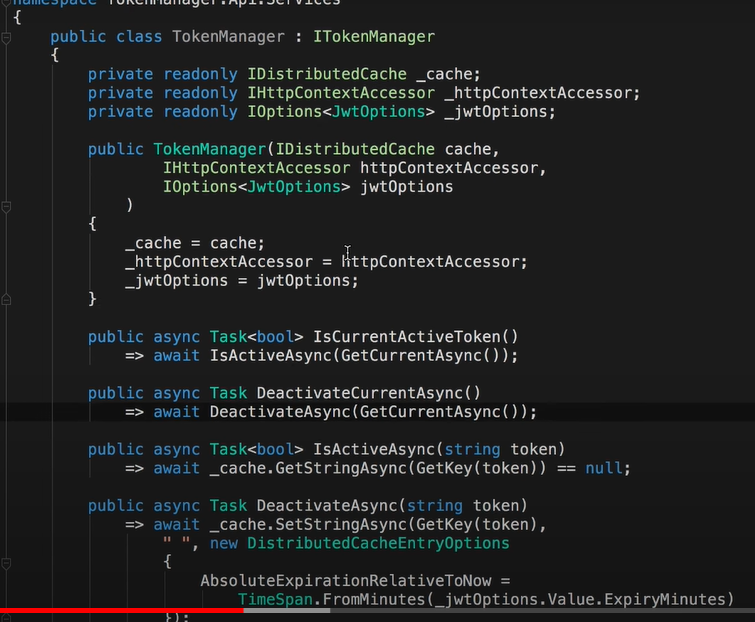 namespace TokenManager.Api.Services
{
public class TokenManager : ITokenManager
{
private readonly IDistributedCache _cache;
private readonly IHttpContextAccessor _httpContextAccessor;
private readonly IOptions<JwtOptions> _jwtOptions;
public TokenManager(IDistributedCache cache,
IHttpContextAccessor httpContextAccessor,
IOptions<JwtOptions> jwtOptions
)
{
_cache = cache;
_httpContextAccessor = httpContextAccessor;
_jwtOptions = jwtOptions;
}
public async Task<bool> IsCurrentActiveToken()
=> await IsActiveAsync(GetCurrentAsync());
public async Task DeactivateCurrentAsync()
=> await DeactivateAsync(GetCurrentAsync());
public async Task<bool> IsActiveAsync(string token)
=> await _cache.GetStringAsync(GetKey(token)) == null;
public async Task DeactivateAsync(string token)
=> await _cache.SetStringAsync(GetKey(token),
" ", new DistributedCacheEntryOptions
{
AbsoluteExpirationRelativeToNow =
TimeSpan.FromMinutes(_jwtOptions.Value.ExpiryMinutes)
});